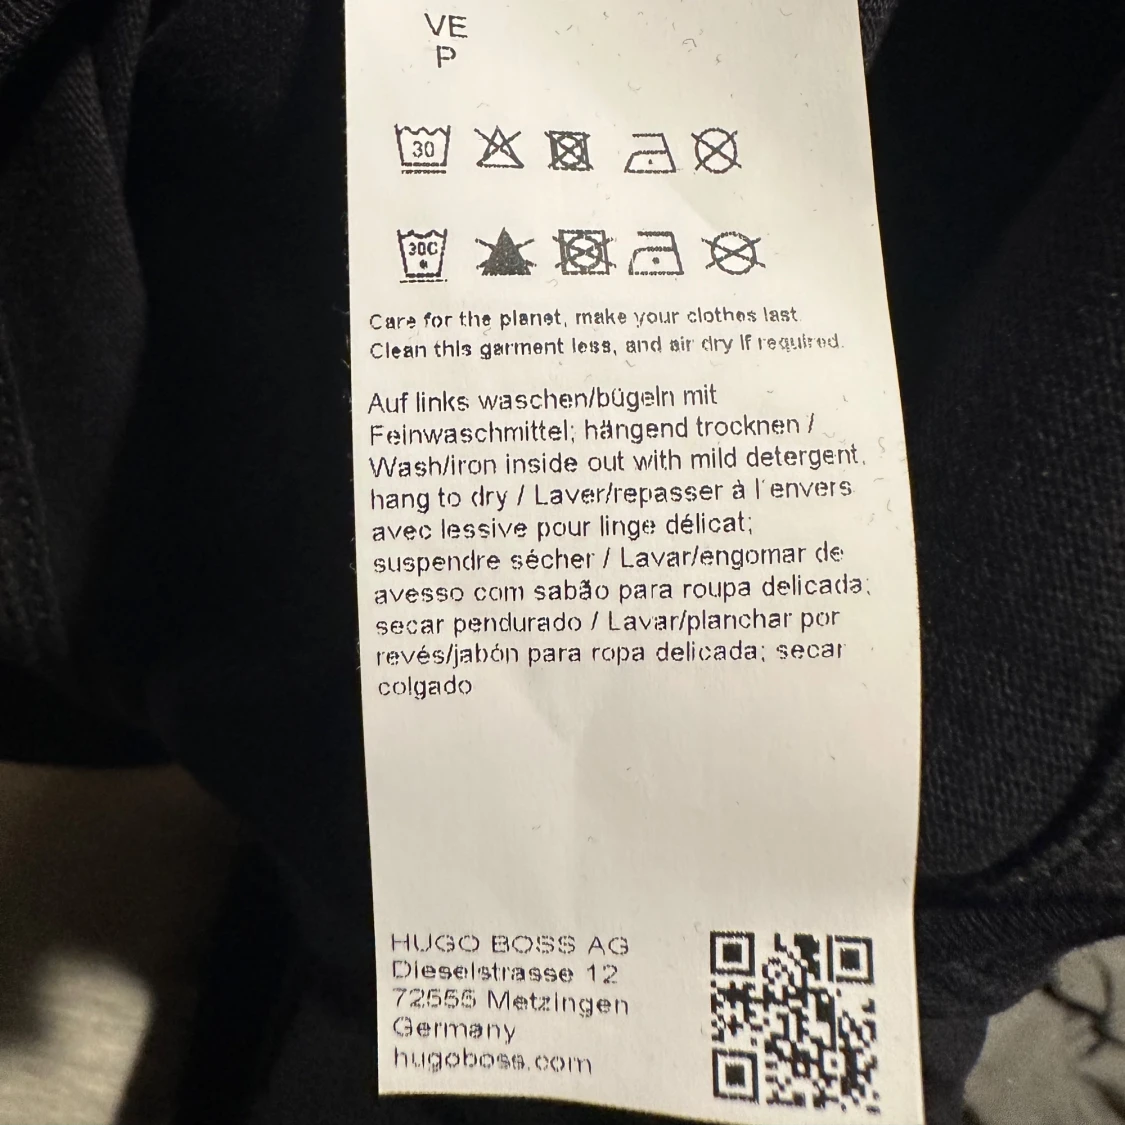 VE
P
30
30C
Care for the planet, make your clothes last.
Clean this garment less, and air dry if required.
Auf links waschen/bügeln mit
Feinwaschmittel; hängend trocknen /
Wash/iron inside out with mild detergent,
hang to dry / Laver/repasser à l'envers
avec lessive pour linge délicat;
suspendre sécher / Lavar/engomar de
avesso com sabão para roupa delicada;
secar pendurado / Lavar/planchar por
revés/jabón para ropa delicada; secar
colgado
HUGO BOSS AG
Dieselstrasse 12
72555 Metzingen
Germany
hugoboss.com